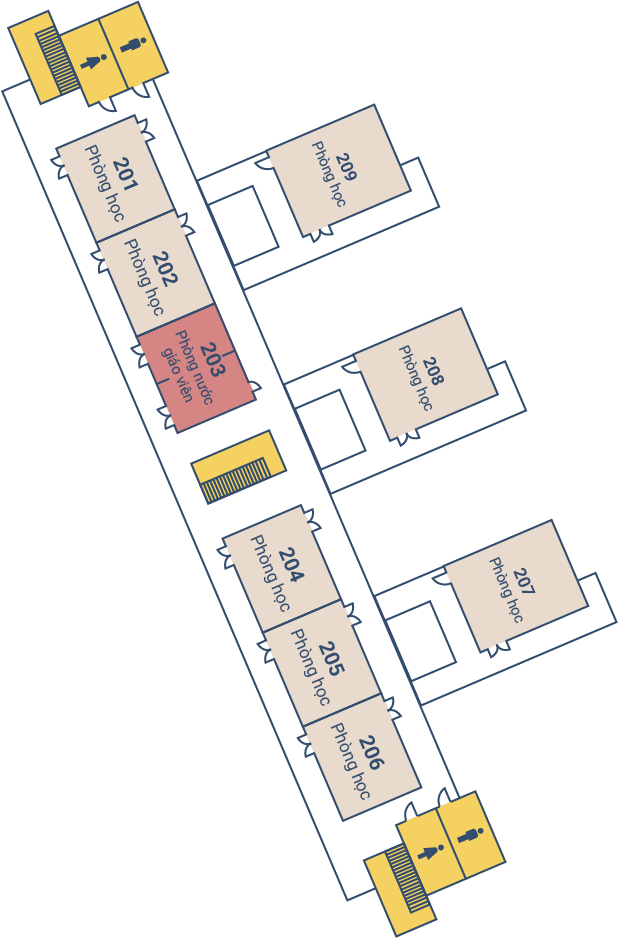 201
Phòng học
202
Phòng học
203
Phòng nước
giáo viên
204
Phòng học
205
Phòng học
206
Phòng học
209
Phòng học
208
Phòng học
207
Phòng học